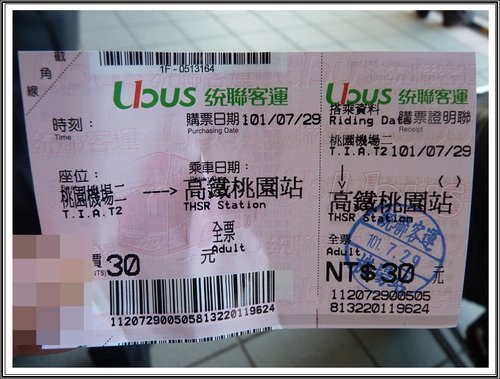 截角線
1F-0513164
Ubus 統聯客運
時刻：
購票日期：101/07/29
Purchasing Date
座位：
乘車日期：
桃園機場二 ---> 高鐵桃園站
T.I.A.T2 THSR Station
全票
Adult
價 30 元
(NT$)
112072900505813220119624
Ubus 統聯客運
搭乘資料 購票證明聯
Riding Da Receipt
桃園機場二
T.I.A.T2 101/07/29
↓ ( )
高鐵桃園站
THSR Station
全票
Adult
NT$ 30 元
112072900505
813220119624
統聯客運
101.7.29